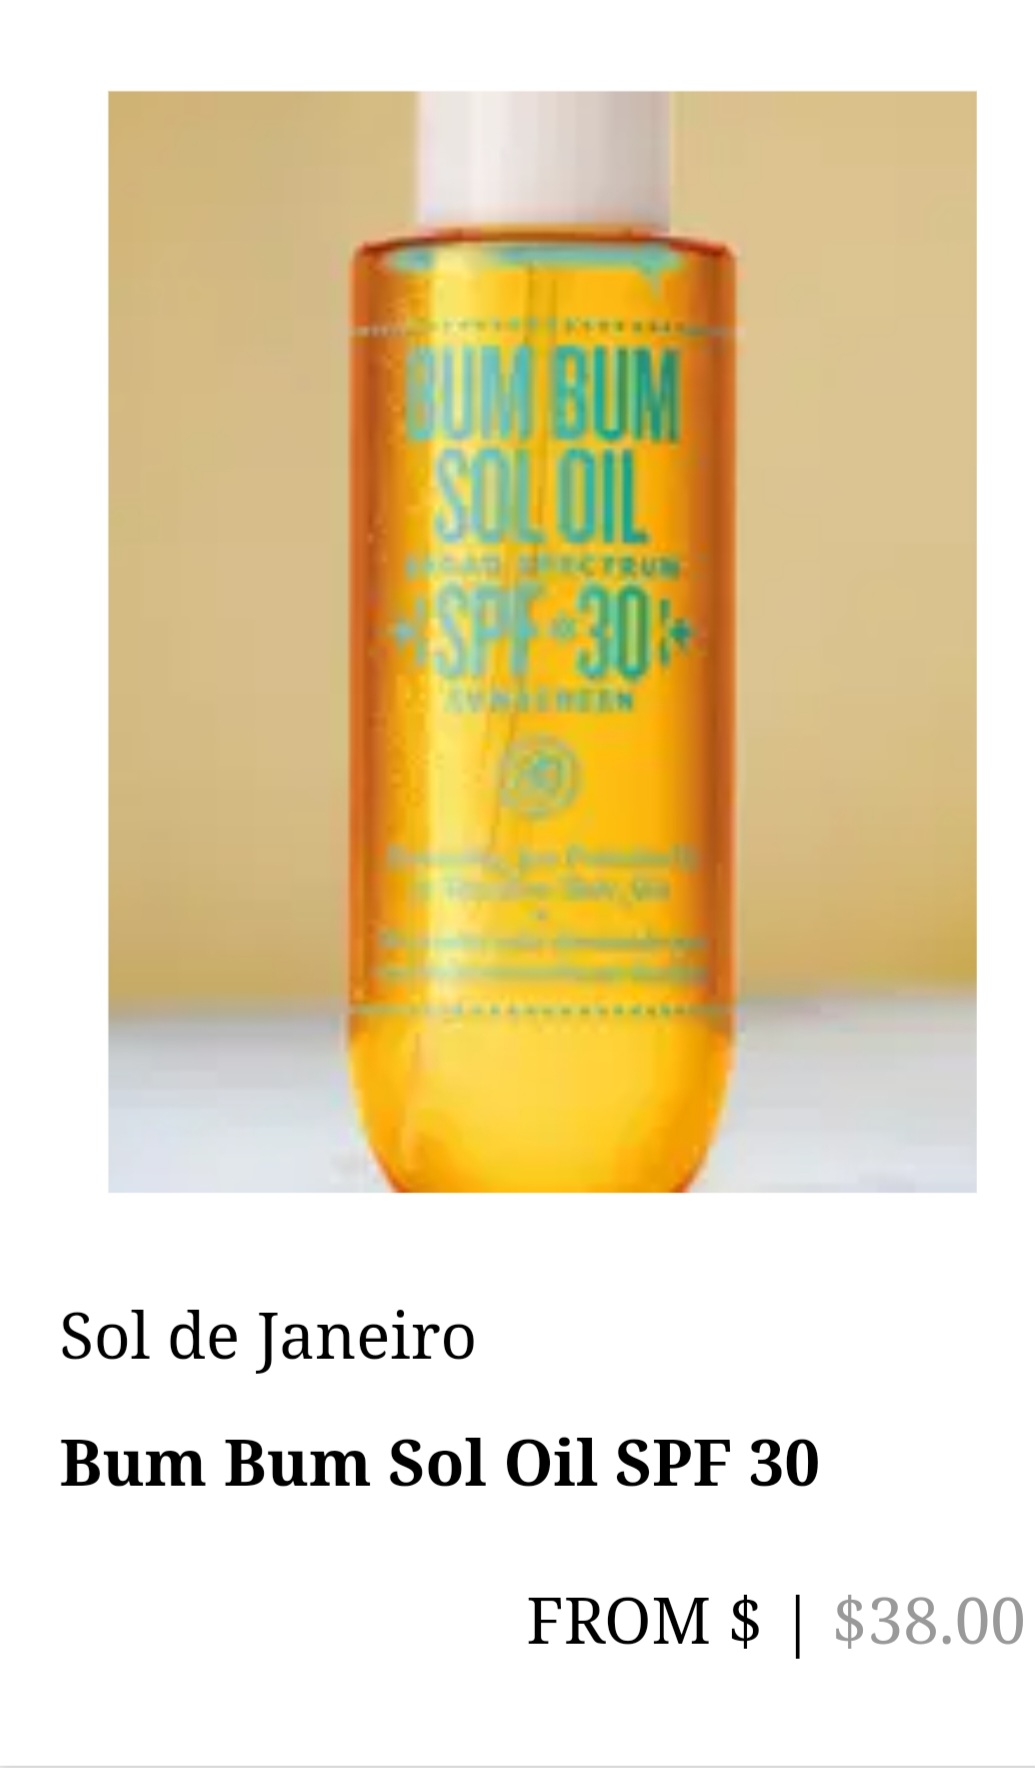 BUM BUM
SOL OIL
BROAD SPECTRUM
SPF 30
SUNSCREEN
Sol de Janeiro
Bum Bum Sol Oil SPF 30
FROM $ | $38.00